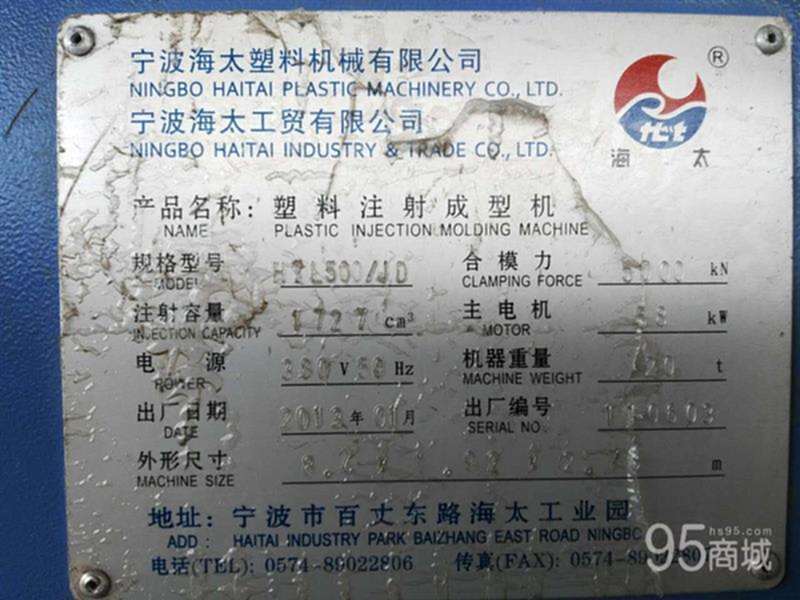 宁波海太塑料机械有限公司
NINGBO HAITAI PLASTIC MACHINERY CO., LTD.
宁波海太工贸有限公司
NINGBO HAITAI INDUSTRY & TRADE CO., LTD.
®
海 太
产品名称: 塑料注射成型机
NAME PLASTIC INJECTION MOLDING MACHINE
规格型号 /JD 合模力 kN
MODEL CLAMPING FORCE
注射容量 1727 cm³ 主电机 kW
INJECTION CAPACITY MOTOR
电 源 380 V 50 Hz 机器重量 t
POWER MACHINE WEIGHT
出厂日期 年 01 月 出厂编号
DATE SERIAL NO.
外形尺寸 m
MACHINE SIZE
地址: 宁波市百丈东路海太工业园
ADD : HAITAI INDUSTRY PARK BAIZHANG EAST ROAD NINGBO
电话(TEL): 0574-89022806 传真(FAX):
95商城
hs95.com